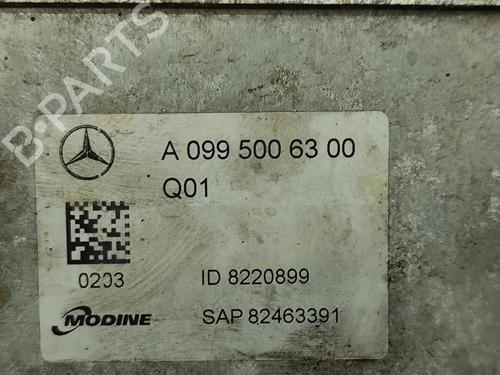 B-PARTS
A 099 500 63 00
Q01
0203
ID 8220899
MODINE
SAP 82463391